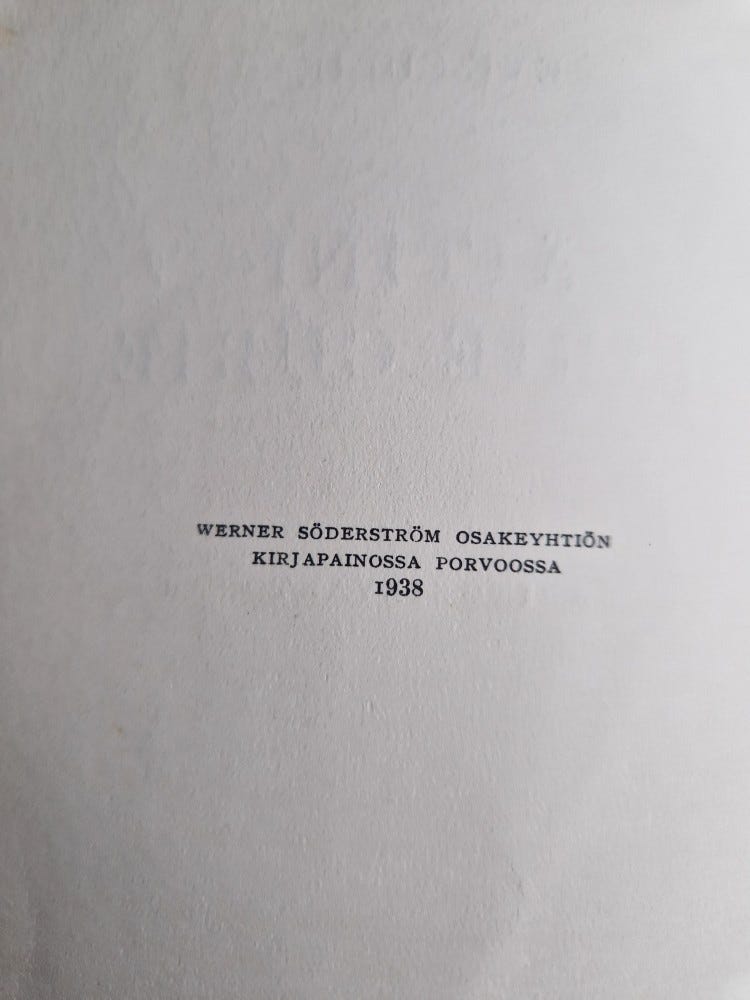 WERNER SÖDERSTRÖM OSAKEYHTIÖN
KIRJAPAINOSSA PORVOOSSA
1938